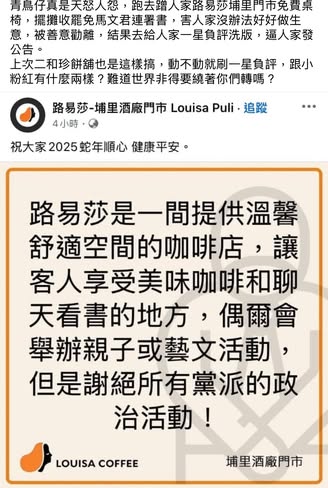 青鳥仔真是天怒人怨，跑去蹭人家路易莎埔里門市免費桌
椅，擺攤收罷免馬文君連署書，害人家沒辦法好好做生
意，被善意勸離，結果去給人家一星負評洗版，逼人家發
公告。
上次二和珍餅舖也是這樣搞，動不動就刷一星負評，跟小
粉紅有什麼兩樣？難道世界非得要繞著你們轉嗎？
路易莎-埔里酒廠門市 Louisa Puli · 追蹤
4 小時 ·
祝大家2025蛇年順心 健康平安。
路易莎是一間提供溫馨
舒適空間的咖啡店，讓
客人享受美味咖啡和聊
天看書的地方，偶爾會
舉辦親子或藝文活動，
但是謝絕所有黨派的政
治活動！
LOUISA COFFEE
埔里酒廠門市